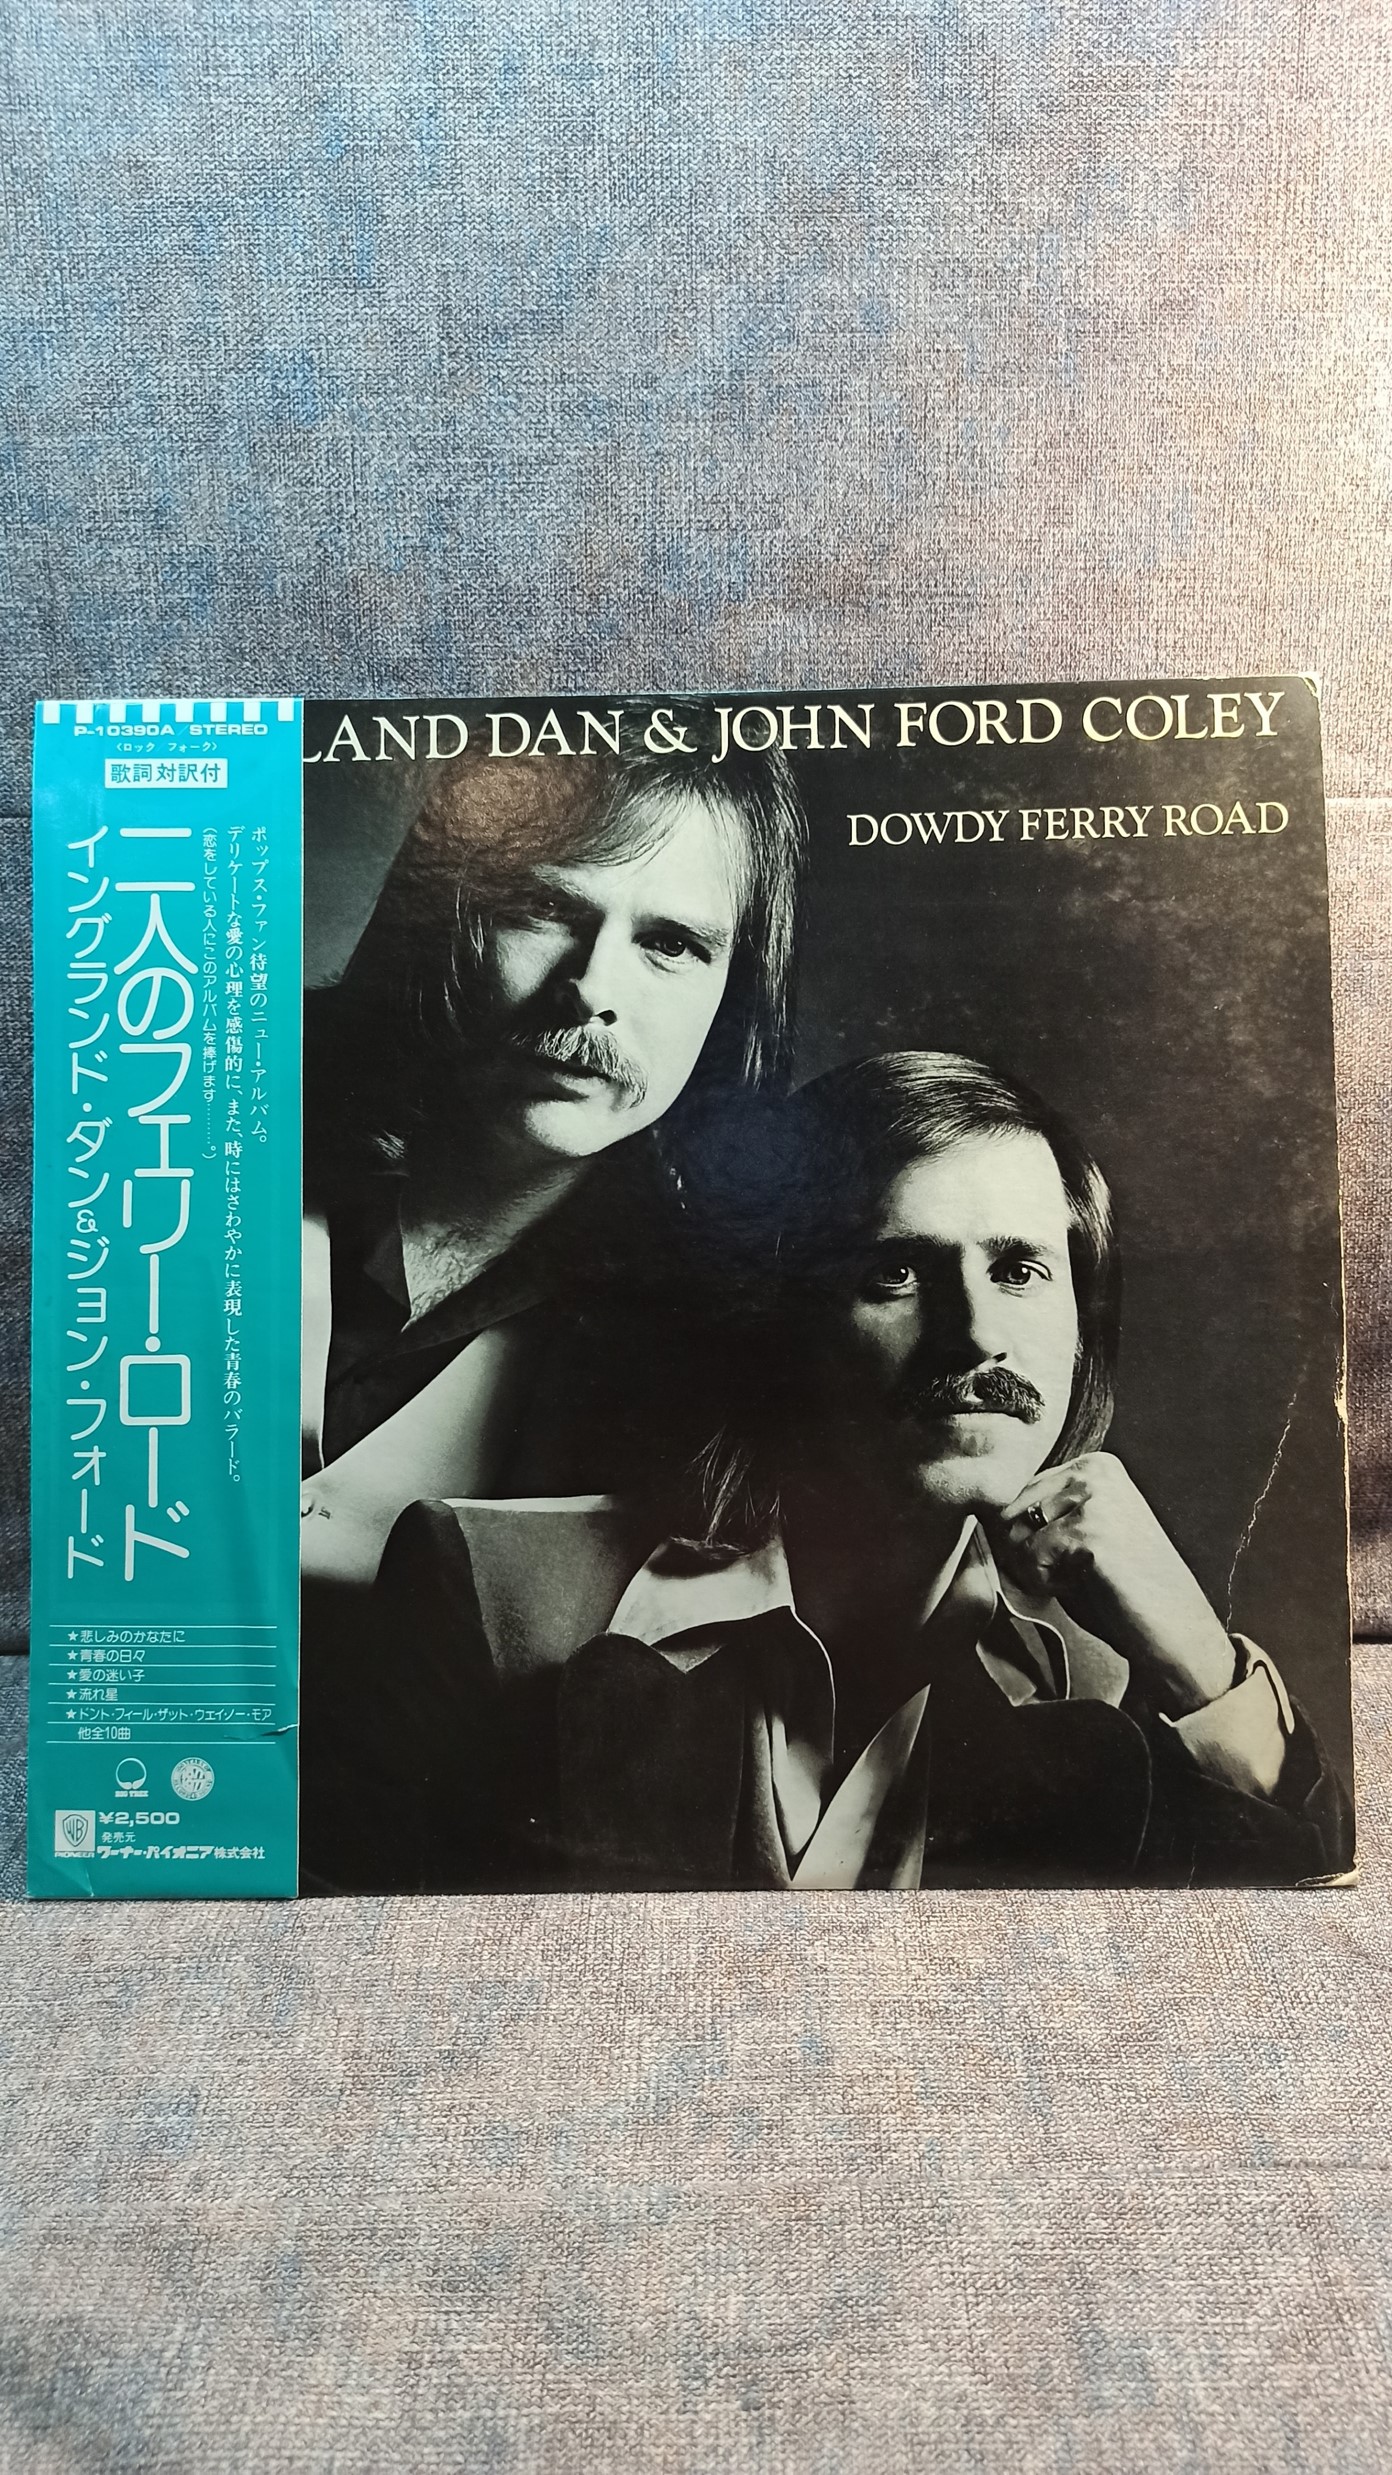 P-10390A/STEREO
〈ロック フォーク〉
歌詞対訳付
LAND DAN & JOHN FORD COLEY
DOWDY FERRY ROAD
ポップス・ファン待望のニュー・アルバム。
デリケートな愛の心理を感傷的に、また、時にはさわやかに表現した青春のバラード。
(恋をしている人にこのアルバムを捧げます………。)
二人のフェリー・ロード
イングランド・ダン&ジョン・フォード
★悲しみのかなたに
★青春の日々
★愛の迷い子
★流れ星
★ドント・フィール・ザット・ウェイ・ソー・モア
他全10曲
BIG TREE
WB
PIONEER
¥2,500
発売元
ワーナー・パイオニア株式会社